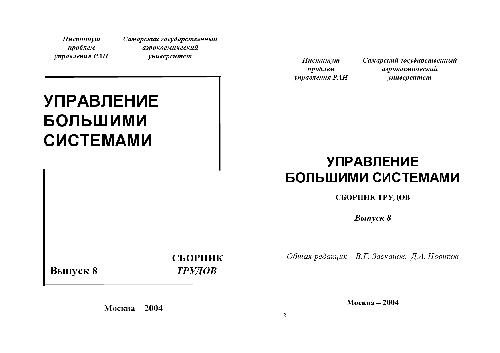 Институт
проблем
управления РАН
Самарский государственный
аэрокосмический
университет
УПРАВЛЕНИЕ
БОЛЬШИМИ
СИСТЕМАМИ
СБОРНИК
ТРУДОВ
Выпуск 8
Москва – 2004
Институт
проблем
управления РАН
Самарский государственный
аэрокосмический
университет
УПРАВЛЕНИЕ
БОЛЬШИМИ СИСТЕМАМИ
СБОРНИК ТРУДОВ
Выпуск 8
Общая редакция – В.Г. Засканов, Д.А. Новиков
Москва – 2004
2